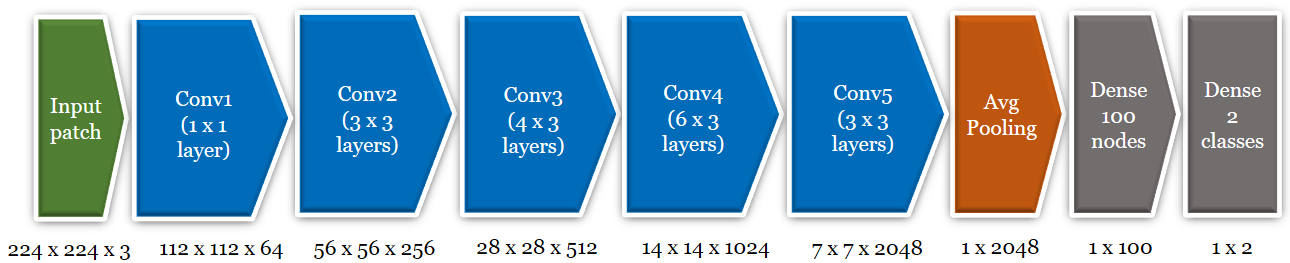 Input
patch
Conv1
(1 x 1
layer)
Conv2
(3 x 3
layers)
Conv3
(4 x 3
layers)
Conv4
(6 x 3
layers)
Conv5
(3 x 3
layers)
Avg
Pooling
Dense
100
nodes
Dense
2
classes
224 x 224 x 3
112 x 112 x 64
56 x 56 x 256
28 x 28 x 512
14 x 14 x 1024
7 x 7 x 2048
1 x 2048
1 x 100
1 x 2